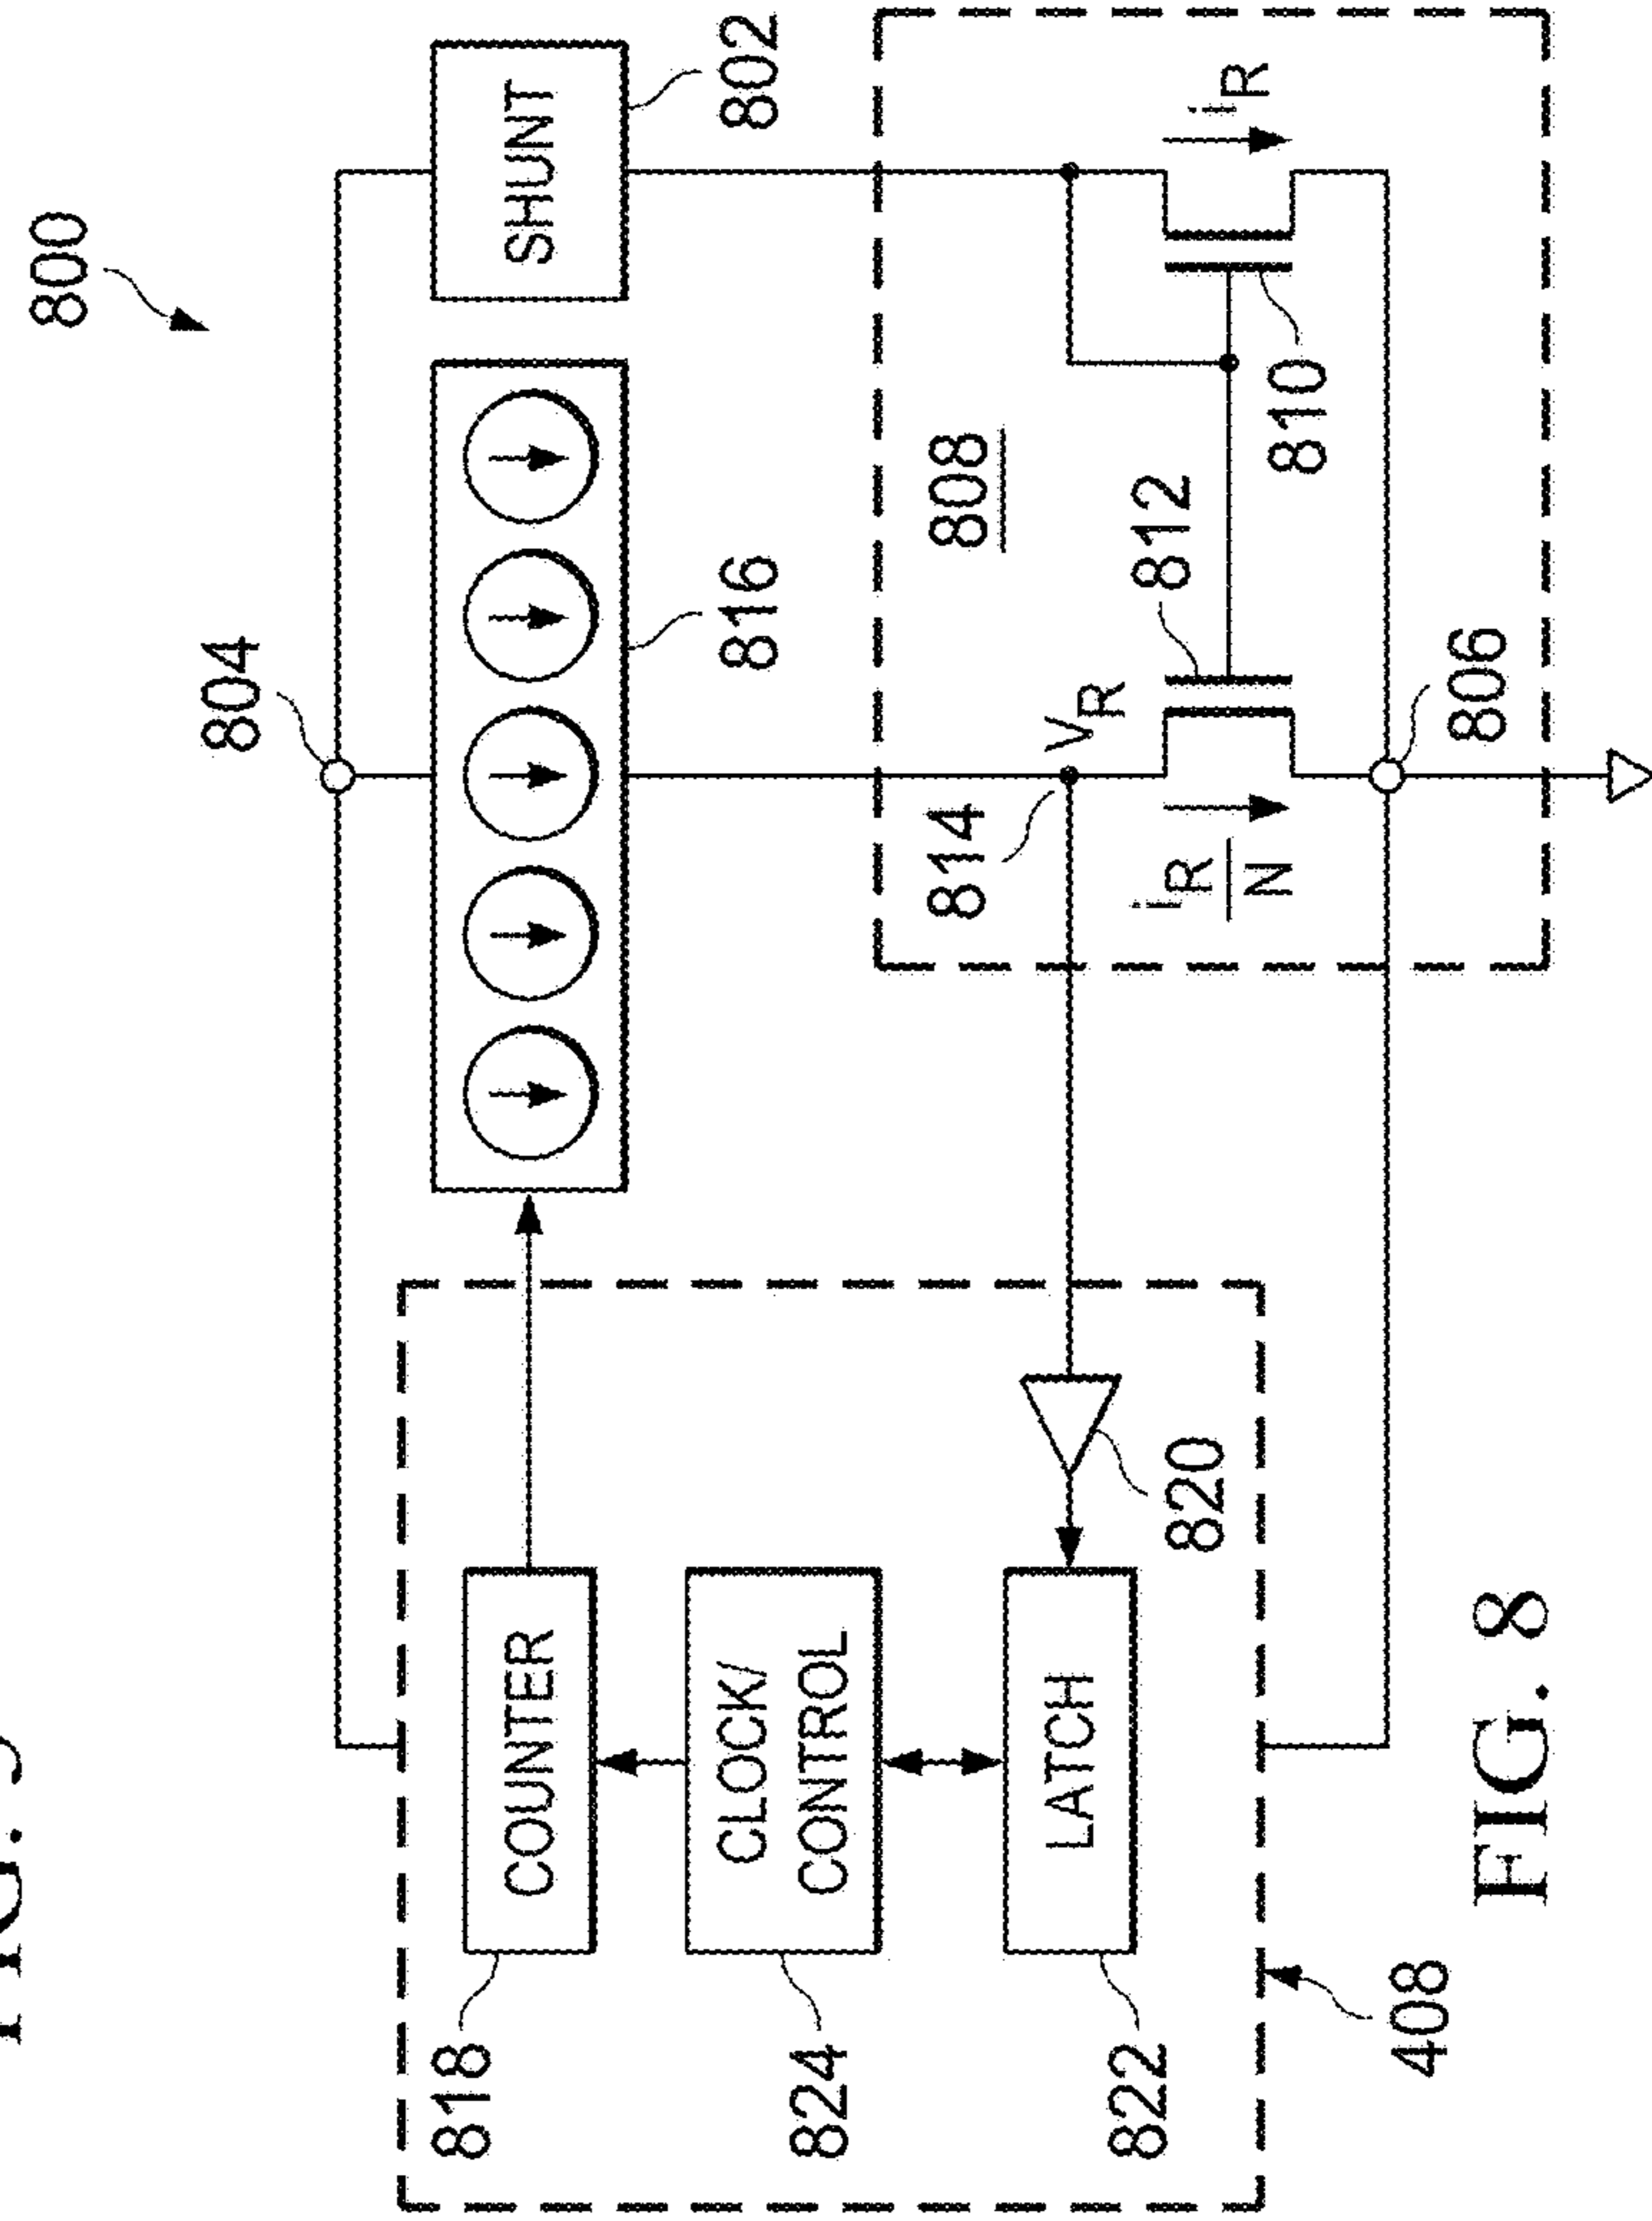 800
804
SHUNT
802
816
COUNTER
818
CLOCK/
CONTROL
824
LATCH
822
820
408
808
814
V_R
812
810
i_R
i_R
N
806
FIG. 8